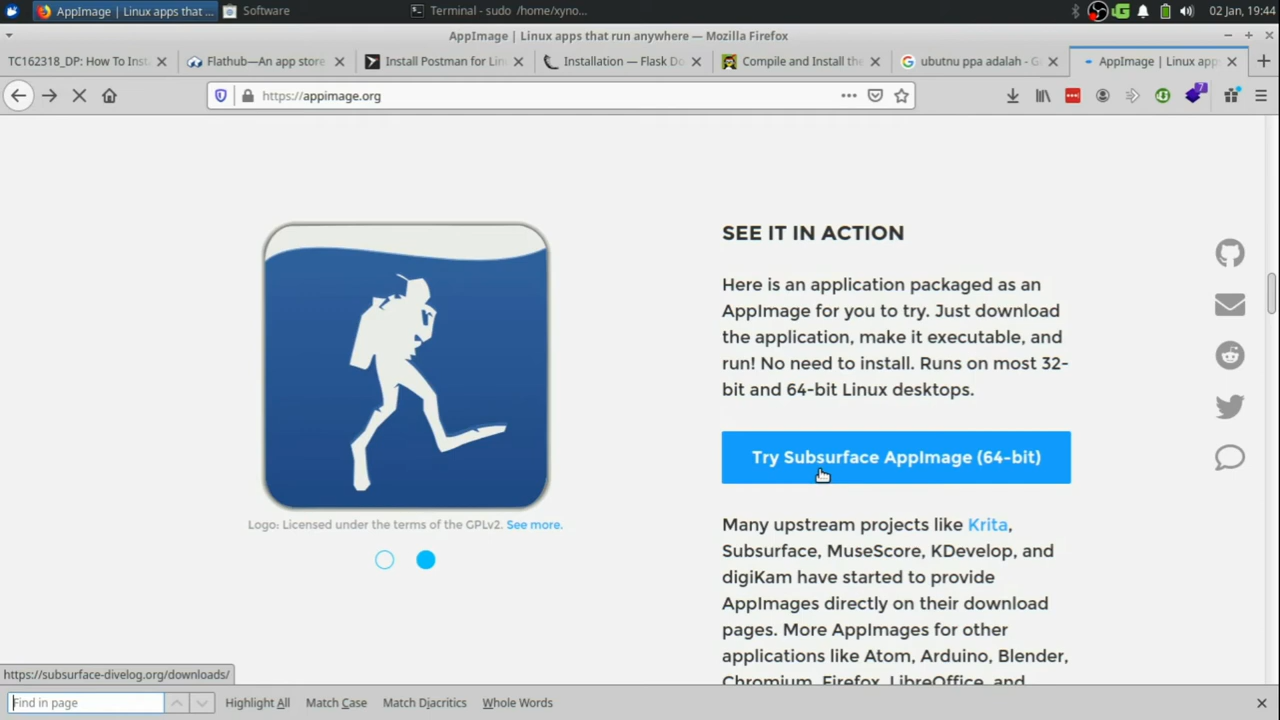 AppImage | Linux apps that ...
Software
Terminal - sudo /home/xyno...
02 Jan, 19:44
AppImage | Linux apps that run anywhere — Mozilla Firefox
TC162318_DP: How To Inst
Flathub—An app store
Install Postman for Lin
Installation — Flask Do
Compile and Install the
ubutnu ppa adalah - G
AppImage | Linux app
https://appimage.org
7
SEE IT IN ACTION
Here is an application packaged as an
AppImage for you to try. Just download
the application, make it executable, and
run! No need to install. Runs on most 32-
bit and 64-bit Linux desktops.
Try Subsurface AppImage (64-bit)
Logo: Licensed under the terms of the GPLv2. See more.
Many upstream projects like Krita,
Subsurface, MuseScore, KDevelop, and
digiKam have started to provide
AppImages directly on their download
pages. More AppImages for other
applications like Atom, Arduino, Blender,
Chromium, Firefox, LibreOffice, and
https://subsurface-divelog.org/downloads/
Find in page
Highlight All
Match Case
Match Diacritics
Whole Words